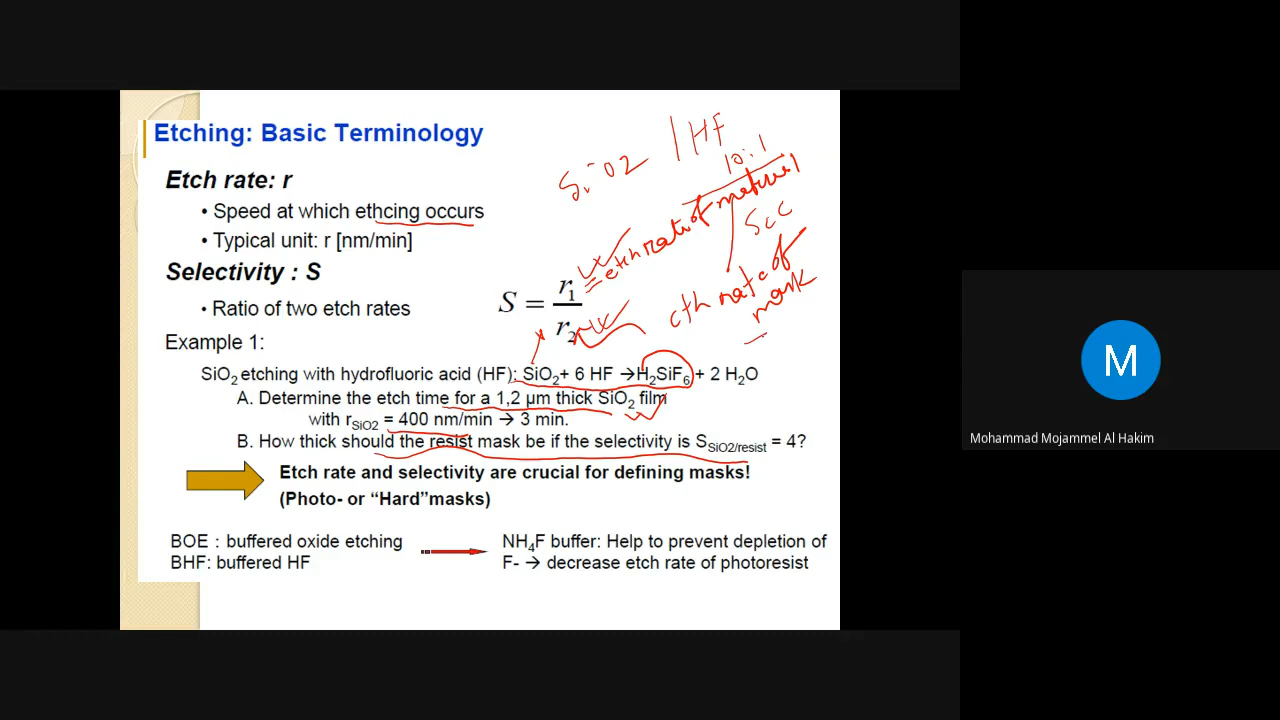 Etching: Basic Terminology
SiO2 | HF
10:1
Etch rate: r
• Speed at which ethcing occurs
• Typical unit: r [nm/min]
= etch rate of material
Selectivity : S
• Ratio of two etch rates
S = r1/r2
eth rate of
mask
Example 1:
SiO2 etching with hydrofluoric acid (HF): SiO2+ 6 HF → H2SiF6 + 2 H2O
A. Determine the etch time for a 1,2 µm thick SiO2 film
with rSiO2 = 400 nm/min → 3 min.
B. How thick should the resist mask be if the selectivity is SSiO2/resist = 4?
Etch rate and selectivity are crucial for defining masks!
(Photo- or “Hard”masks)
BOE : buffered oxide etching
BHF: buffered HF
NH4F buffer: Help to prevent depletion of
F- → decrease etch rate of photoresist
M
Mohammad Mojammel Al Hakim